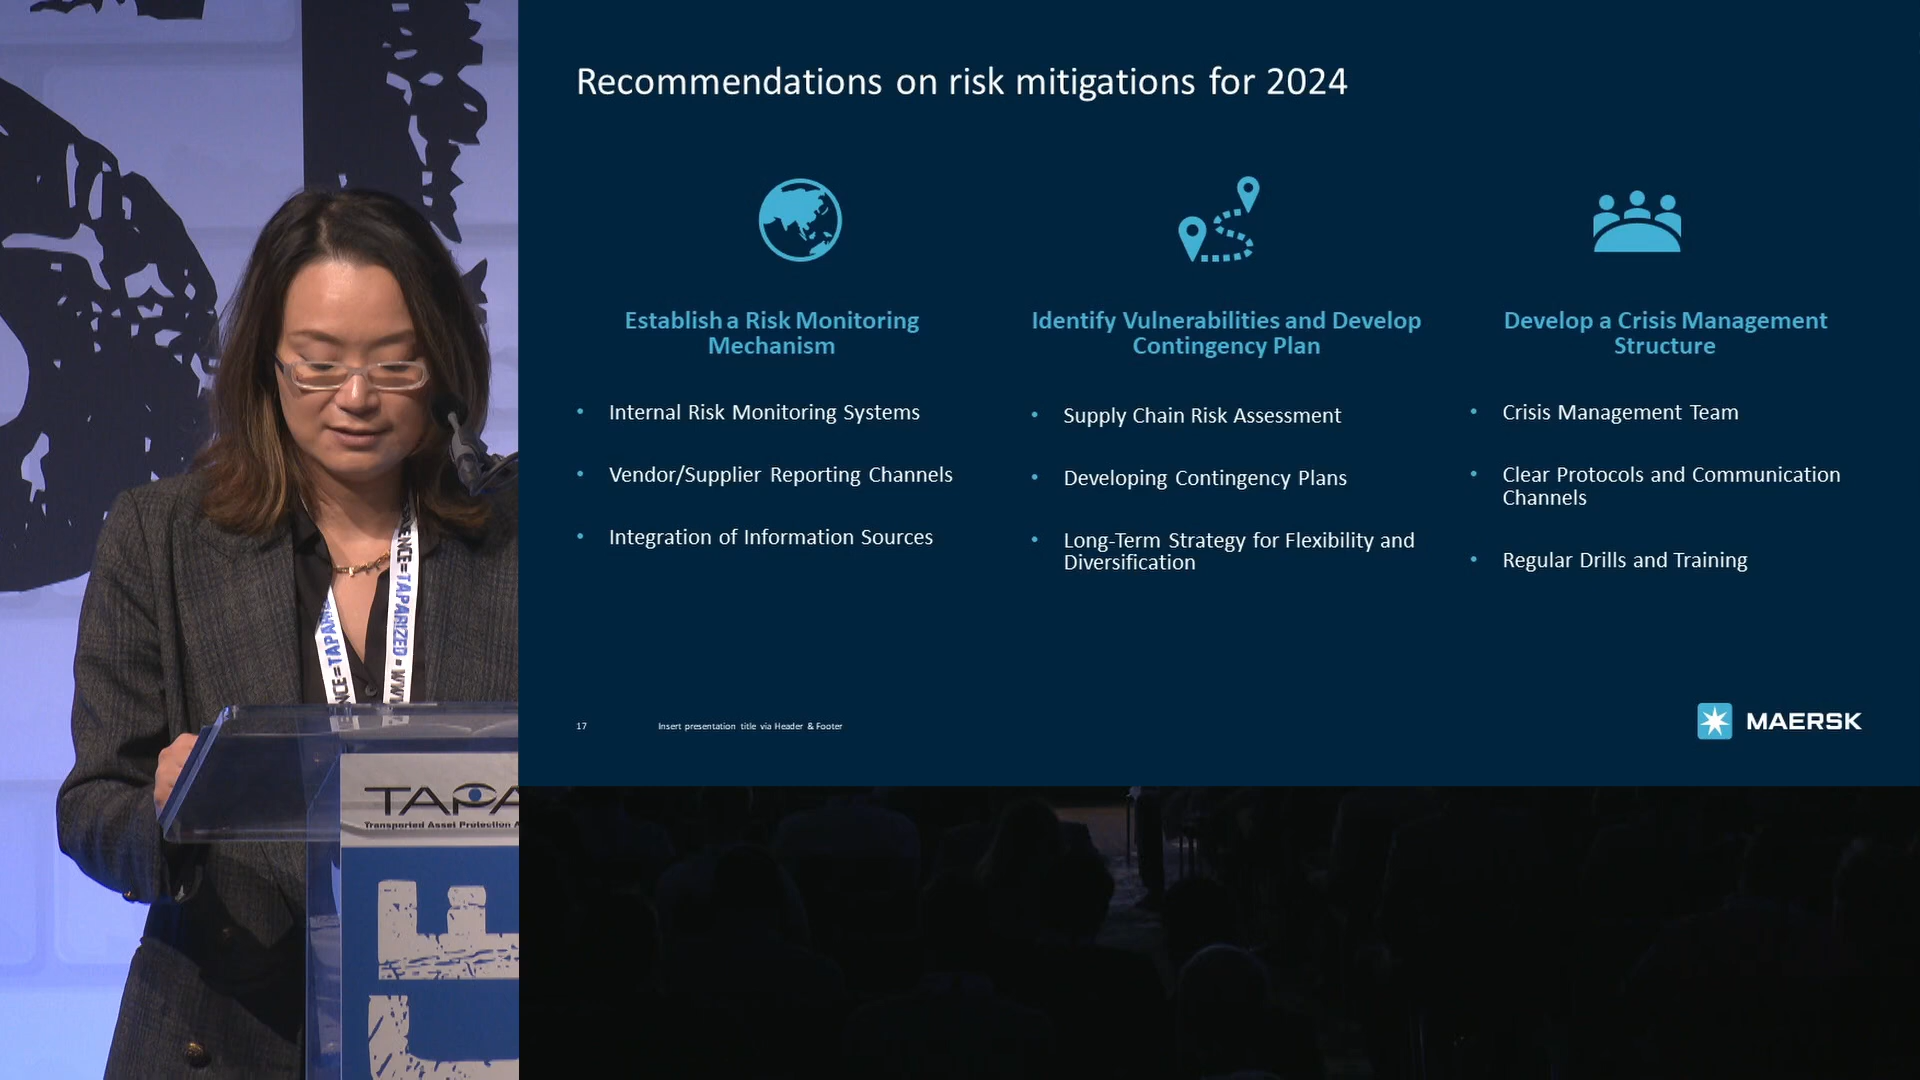 Recommendations on risk mitigations for 2024
Establish a Risk Monitoring
Mechanism
• Internal Risk Monitoring Systems
• Vendor/Supplier Reporting Channels
• Integration of Information Sources
Identify Vulnerabilities and Develop
Contingency Plan
• Supply Chain Risk Assessment
• Developing Contingency Plans
• Long-Term Strategy for Flexibility and
Diversification
Develop a Crisis Management
Structure
• Crisis Management Team
• Clear Protocols and Communication
Channels
• Regular Drills and Training
17
Insert presentation title via Header & Footer
MAERSK
=TAPARIZED=
TAPA
Transported Asset Protection